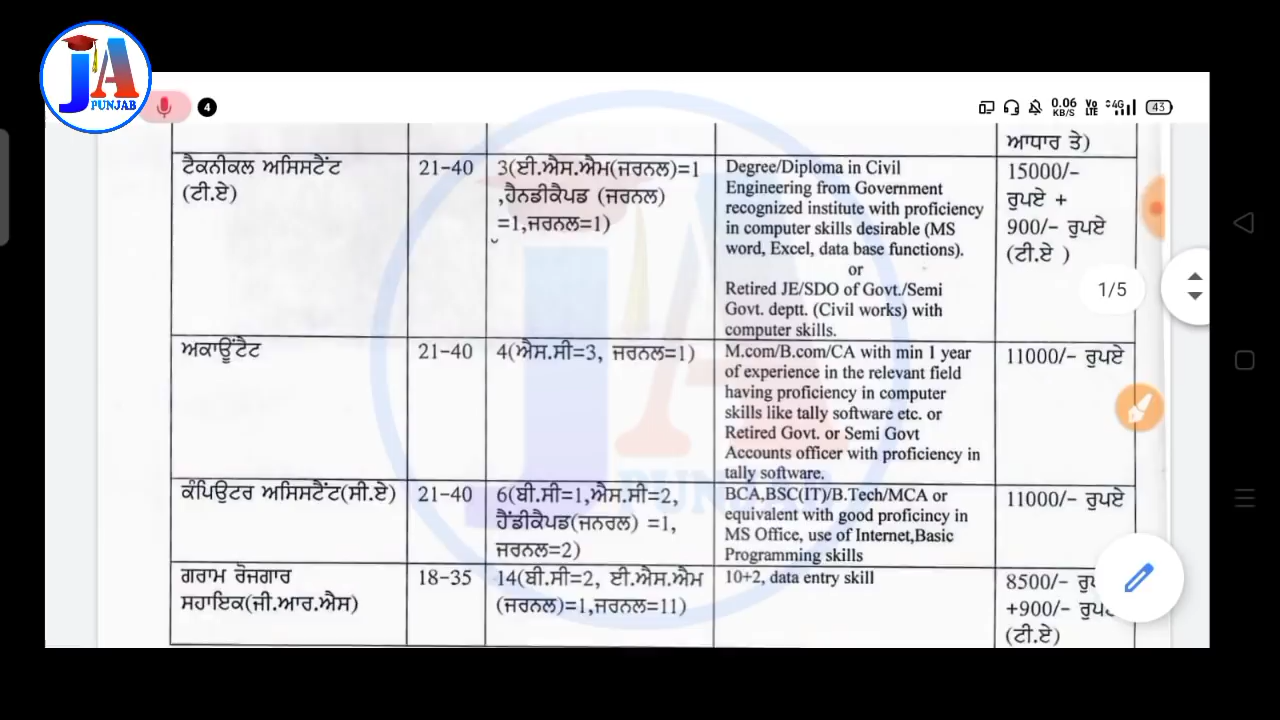 JA
PUNJAB
4
0.06
KB/S
Vo
LTE
4G
43
ਆਧਾਰ ਤੇ)
ਟੈਕਨੀਕਲ ਅਸਿਸਟੈਂਟ
(ਟੀ.ਏ)
21-40
3(ਈ.ਐਸ.ਐਮ(ਜਰਨਲ)=1
,ਹੈਨਡੀਕੈਪਡ (ਜਰਨਲ)
=1,ਜਰਨਲ=1)
Degree/Diploma in Civil
Engineering from Government
recognized institute with proficiency
in computer skills desirable (MS
word, Excel, data base functions).
or
Retired JE/SDO of Govt./Semi
Govt. deptt. (Civil works) with
computer skills.
15000/-
ਰੁਪਏ +
900/- ਰੁਪਏ
(ਟੀ.ਏ )
1/5
ਅਕਾਊਂਟੈਟ
21-40
4(ਐਸ.ਸੀ=3, ਜਰਨਲ=1)
M.com/B.com/CA with min 1 year
of experience in the relevant field
having proficiency in computer
skills like tally software etc. or
Retired Govt. or Semi Govt
Accounts officer with proficiency in
tally software.
11000/- ਰੁਪਏ
ਕੰਪਿਊਟਰ ਅਸਿਸਟੈਂਟ(ਸੀ.ਏ)
21-40
6(ਬੀ.ਸੀ=1,ਐਸ.ਸੀ=2,
ਹੈਂਡੀਕੈਪਡ(ਜਨਰਲ) =1,
ਜਰਨਲ=2)
BCA,BSC(IT)/B.Tech/MCA or
equivalent with good proficincy in
MS Office, use of Internet,Basic
Programming skills
11000/- ਰੁਪਏ
ਗਰਾਮ ਰੋਜਗਾਰ
ਸਹਾਇਕ(ਜੀ.ਆਰ.ਐਸ)
18-35
14(ਬੀ.ਸੀ=2, ਈ.ਐਸ.ਐਮ
(ਜਰਨਲ)=1,ਜਰਨਲ=11)
10+2, data entry skill
8500/-
+900/-
(ਟੀ.ਏ)